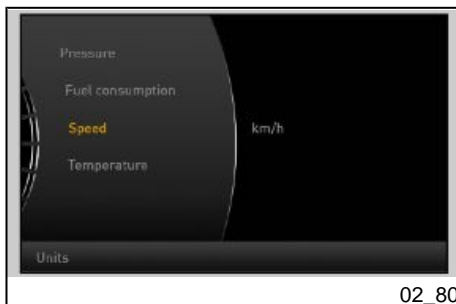 Pressure
Fuel consumption
Speed
km/h
Temperature
Units
02_80